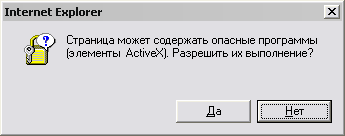 Internet Explorer
Страница может содержать опасные программы
(элементы ActiveX). Разрешить их выполнение?
Да
Нет